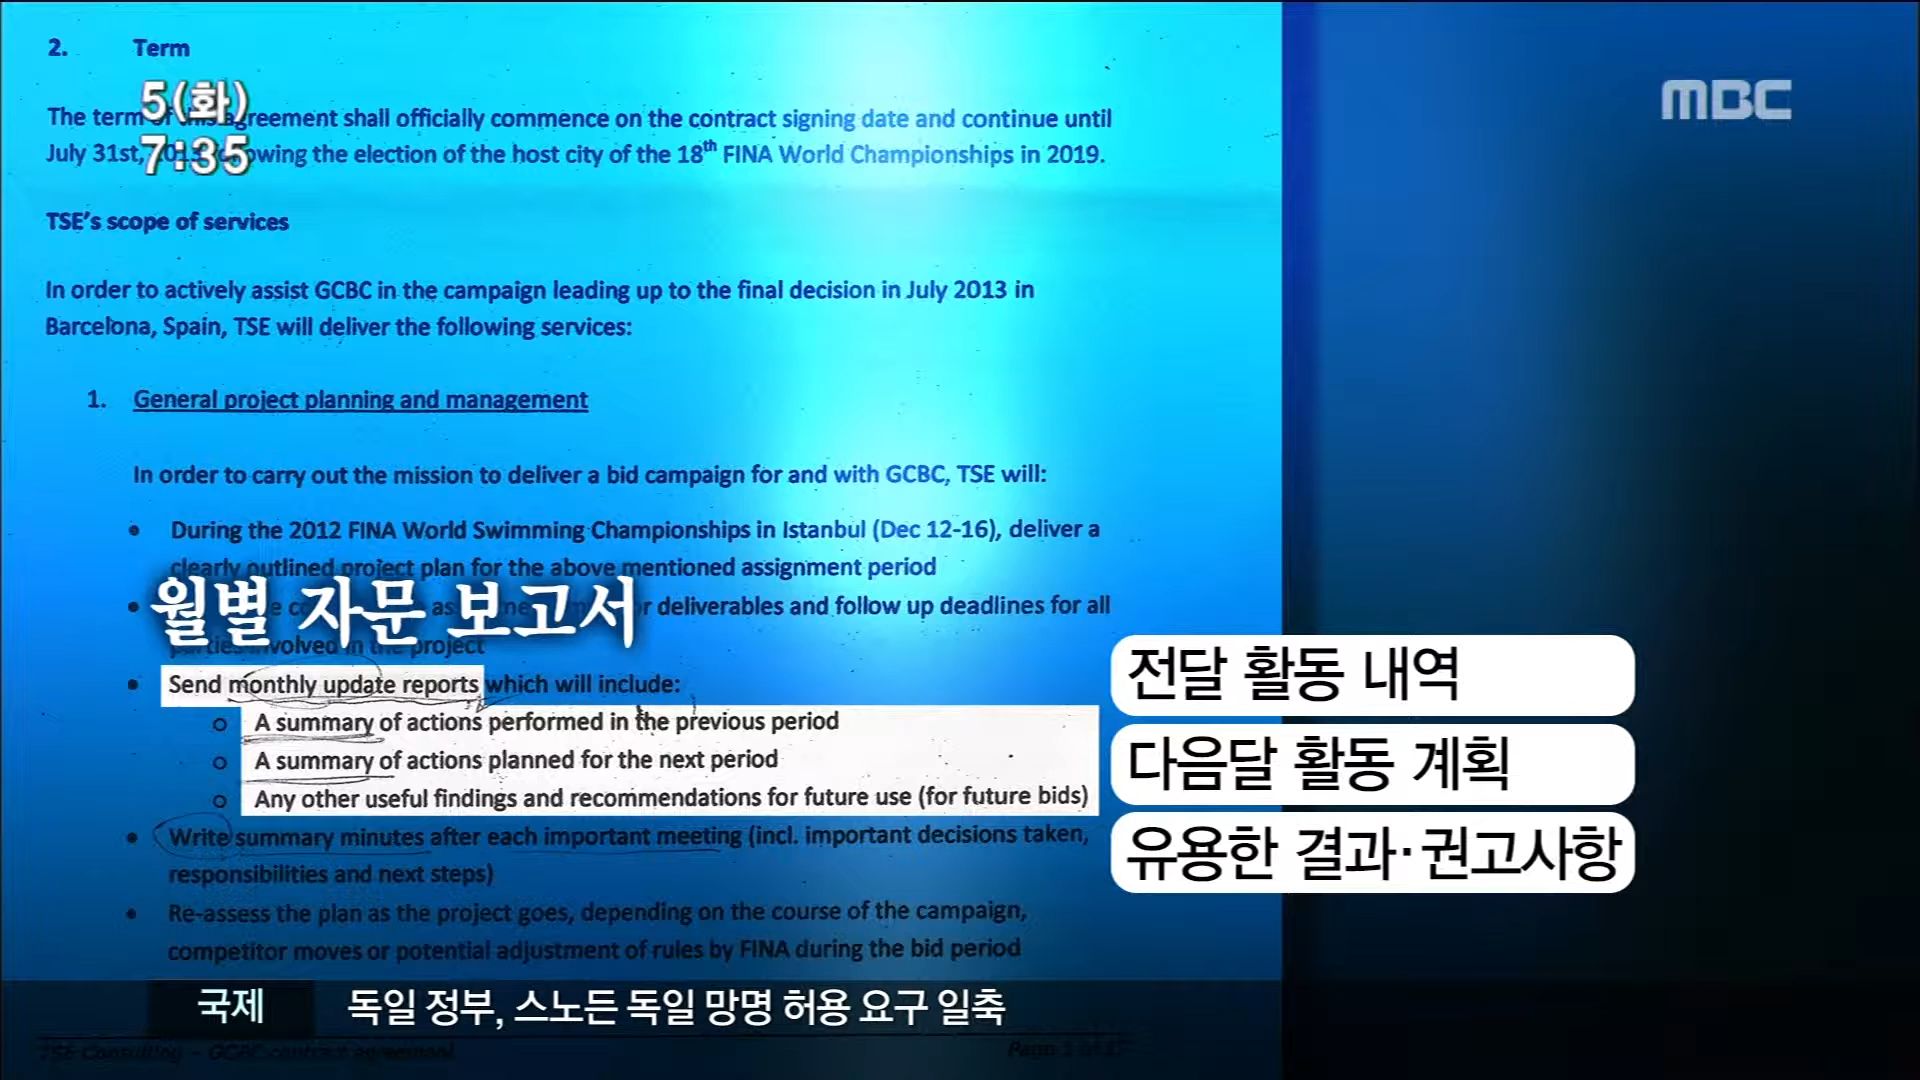 2. Term
5(화)
7:35
MBC
The term of this agreement shall officially commence on the contract signing date and continue until
July 31st, following the election of the host city of the 18th FINA World Championships in 2019.
TSE's scope of services
In order to actively assist GCBC in the campaign leading up to the final decision in July 2013 in
Barcelona, Spain, TSE will deliver the following services:
1. General project planning and management
In order to carry out the mission to deliver a bid campaign for and with GCBC, TSE will:
• During the 2012 FINA World Swimming Championships in Istanbul (Dec 12-16), deliver a
clearly outlined project plan for the above mentioned assignment period
월별 자문 보고서
• deliverables and follow up deadlines for all
parties involved in the project
• Send monthly update reports which will include:
o A summary of actions performed in the previous period
o A summary of actions planned for the next period
o Any other useful findings and recommendations for future use (for future bids)
전달 활동 내역
다음달 활동 계획
유용한 결과·권고사항
• Write summary minutes after each important meeting (incl. important decisions taken,
responsibilities and next steps)
• Re-assess the plan as the project goes, depending on the course of the campaign,
competitor moves or potential adjustment of rules by FINA during the bid period
국제 독일 정부, 스노든 독일 망명 허용 요구 일축
TSE Consulting - GCBC contract agreement